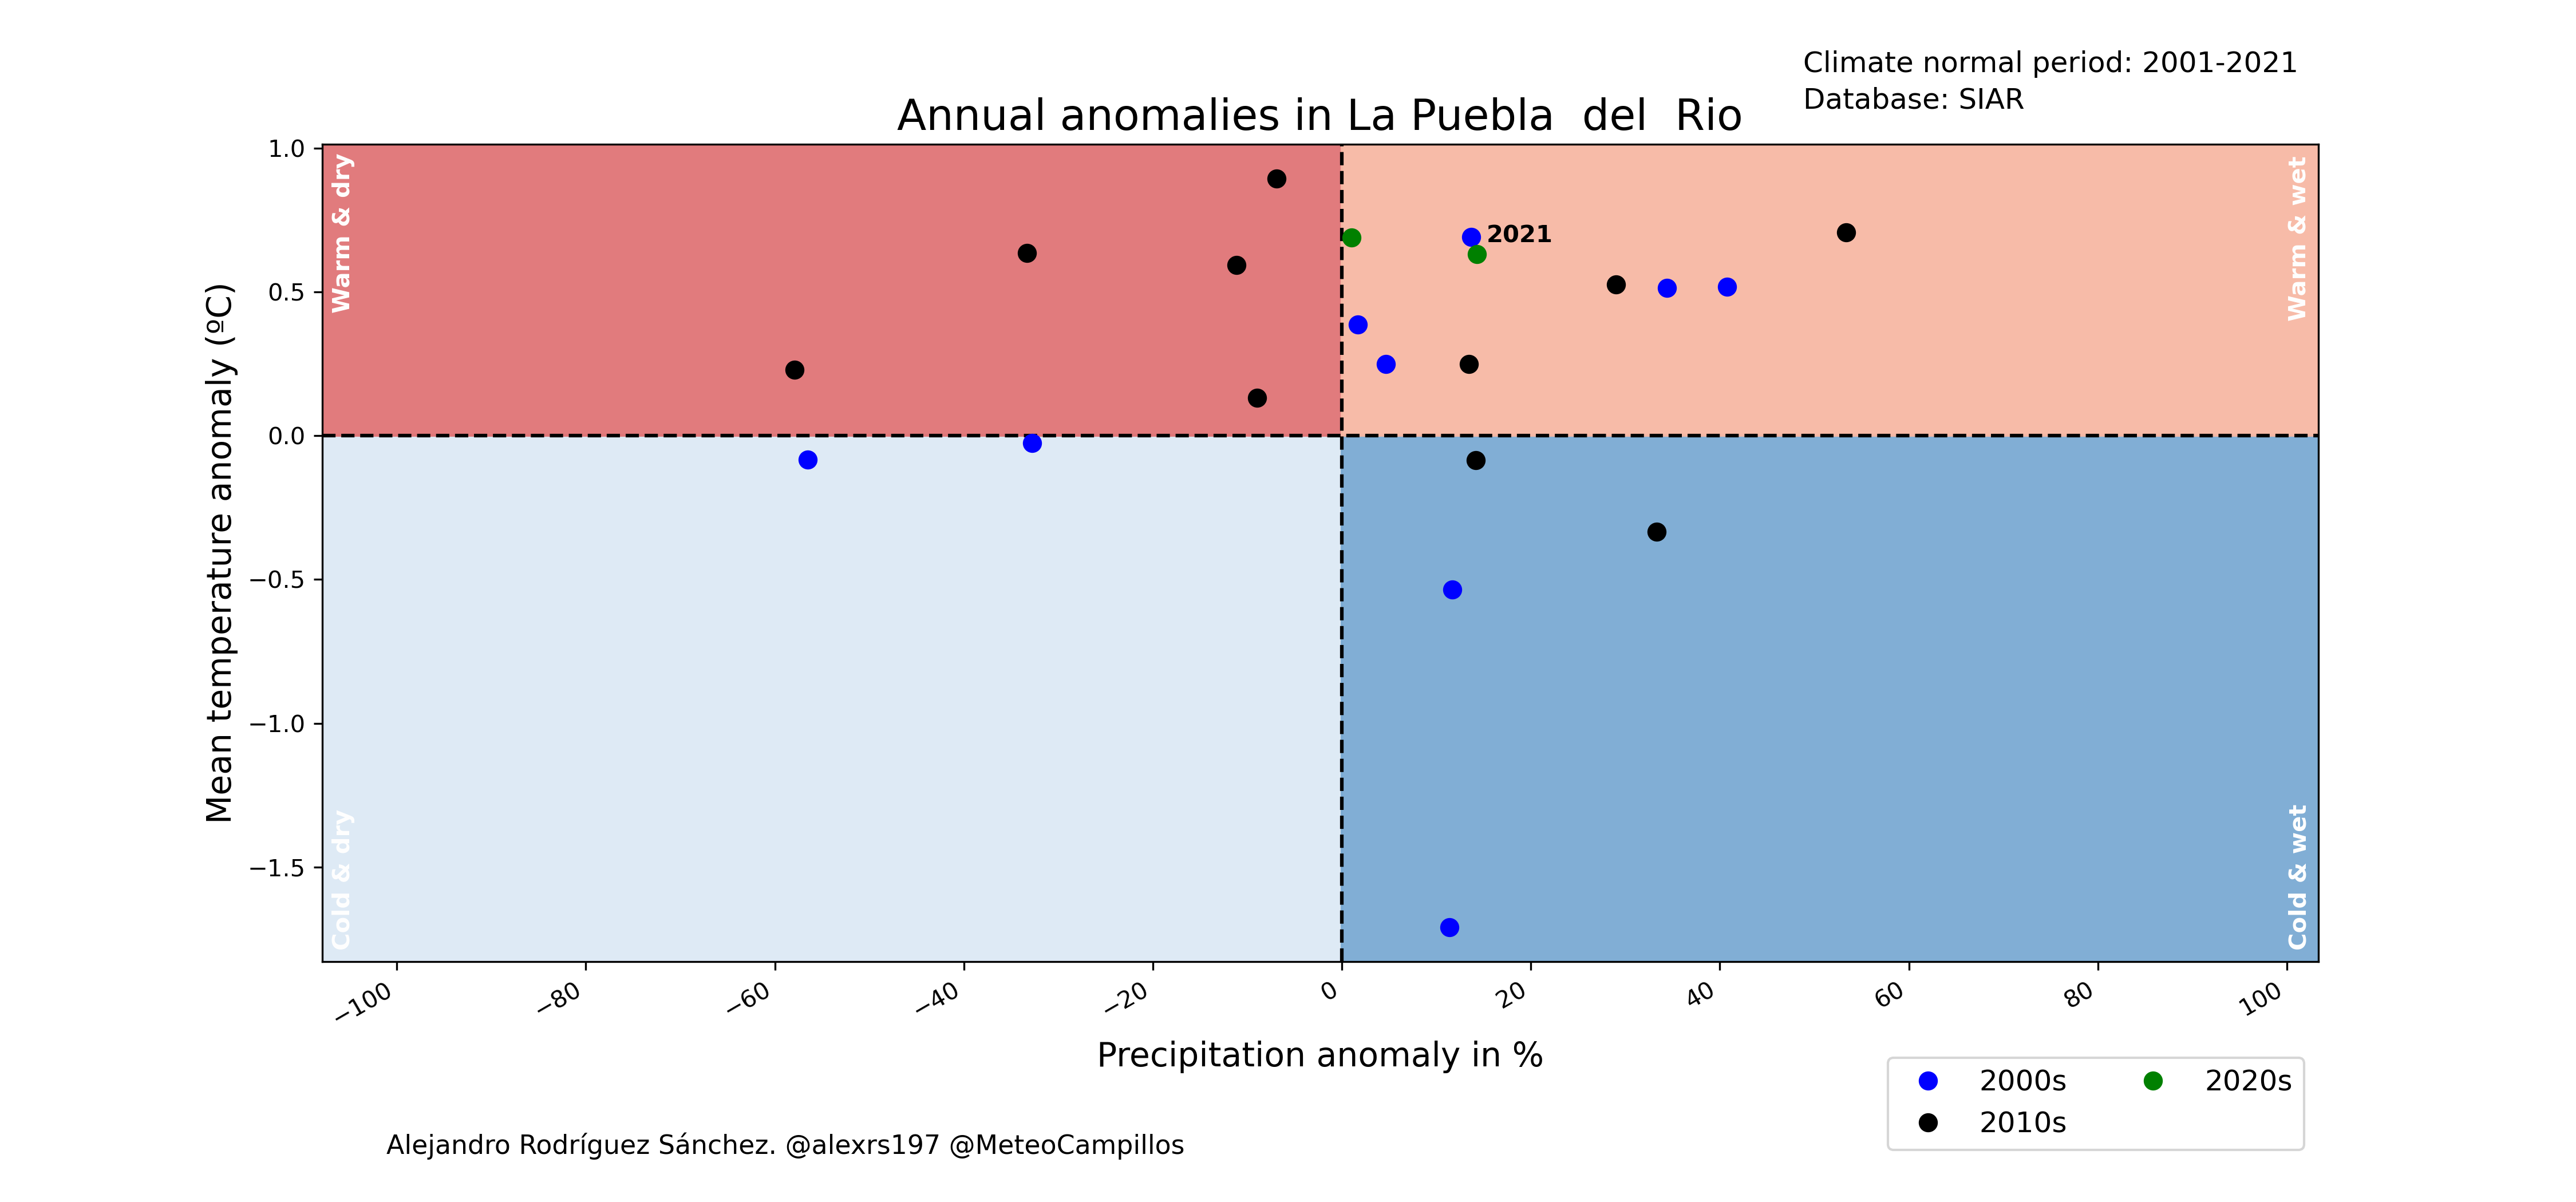 Climate normal period: 2001-2021
Database: SIAR
Annual anomalies in La Puebla  del  Rio
1.0
0.5
0.0
−0.5
−1.0
−1.5
Mean temperature anomaly (ºC)
Warm & dry
Warm & wet
2021
Cold & dry
Cold & wet
−100
−80
−60
−40
−20
0
20
40
60
80
100
Precipitation anomaly in %
2000s
2010s
2020s
Alejandro Rodríguez Sánchez. @alexrs197 @MeteoCampillos